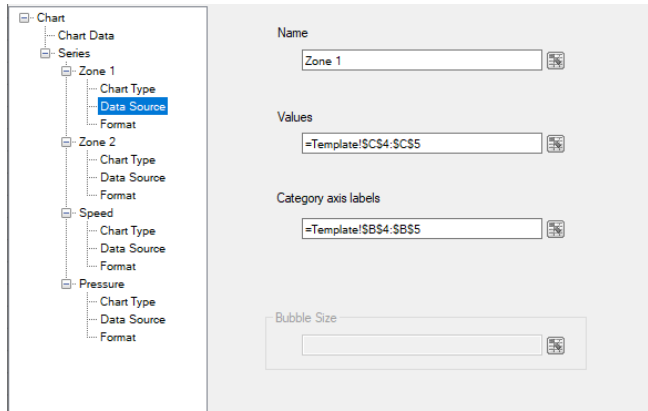 Chart
Chart Data
Series
Zone 1
Chart Type
Data Source
Format
Zone 2
Chart Type
Data Source
Format
Speed
Chart Type
Data Source
Format
Pressure
Chart Type
Data Source
Format
Name
Zone 1
Values
=Template!$C$4:$C$5
Category axis labels
=Template!$B$4:$B$5
Bubble Size